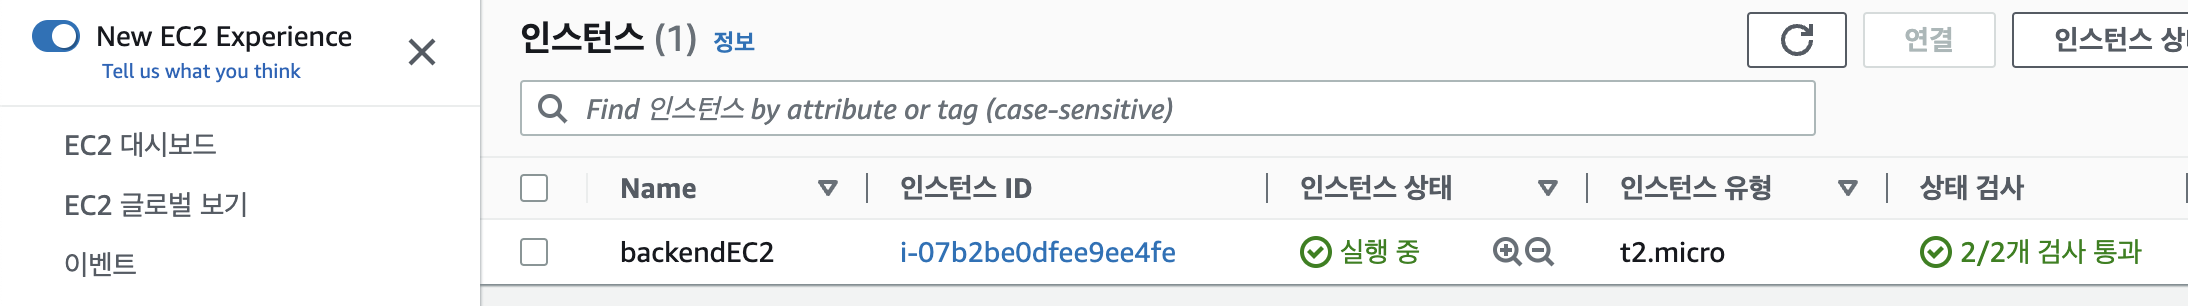 New EC2 Experience
Tell us what you think
EC2 대시보드
EC2 글로벌 보기
이벤트
인스턴스 (1) 정보
연결
인스턴스 상
Find 인스턴스 by attribute or tag (case-sensitive)
Name 인스턴스 ID 인스턴스 상태 인스턴스 유형 상태 검사
backendEC2 i-07b2be0dfee9ee4fe 실행 중 t2.micro 2/2개 검사 통과